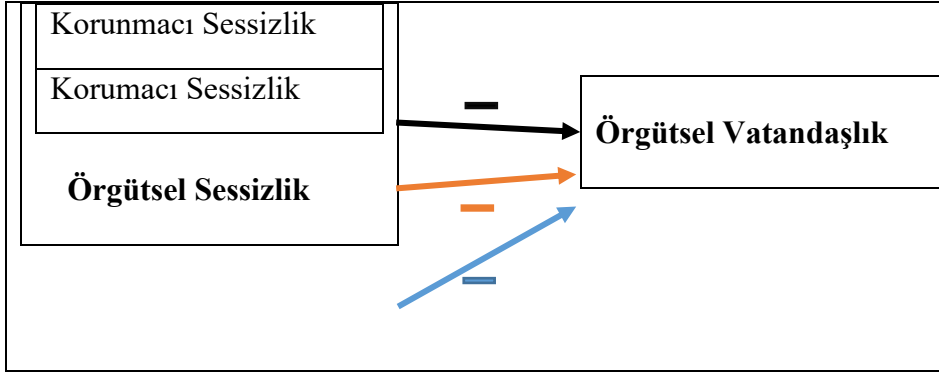 Korunmacı Sessizlik
Korumacı Sessizlik
Örgütsel Vatandaşlık
Örgütsel Sessizlik